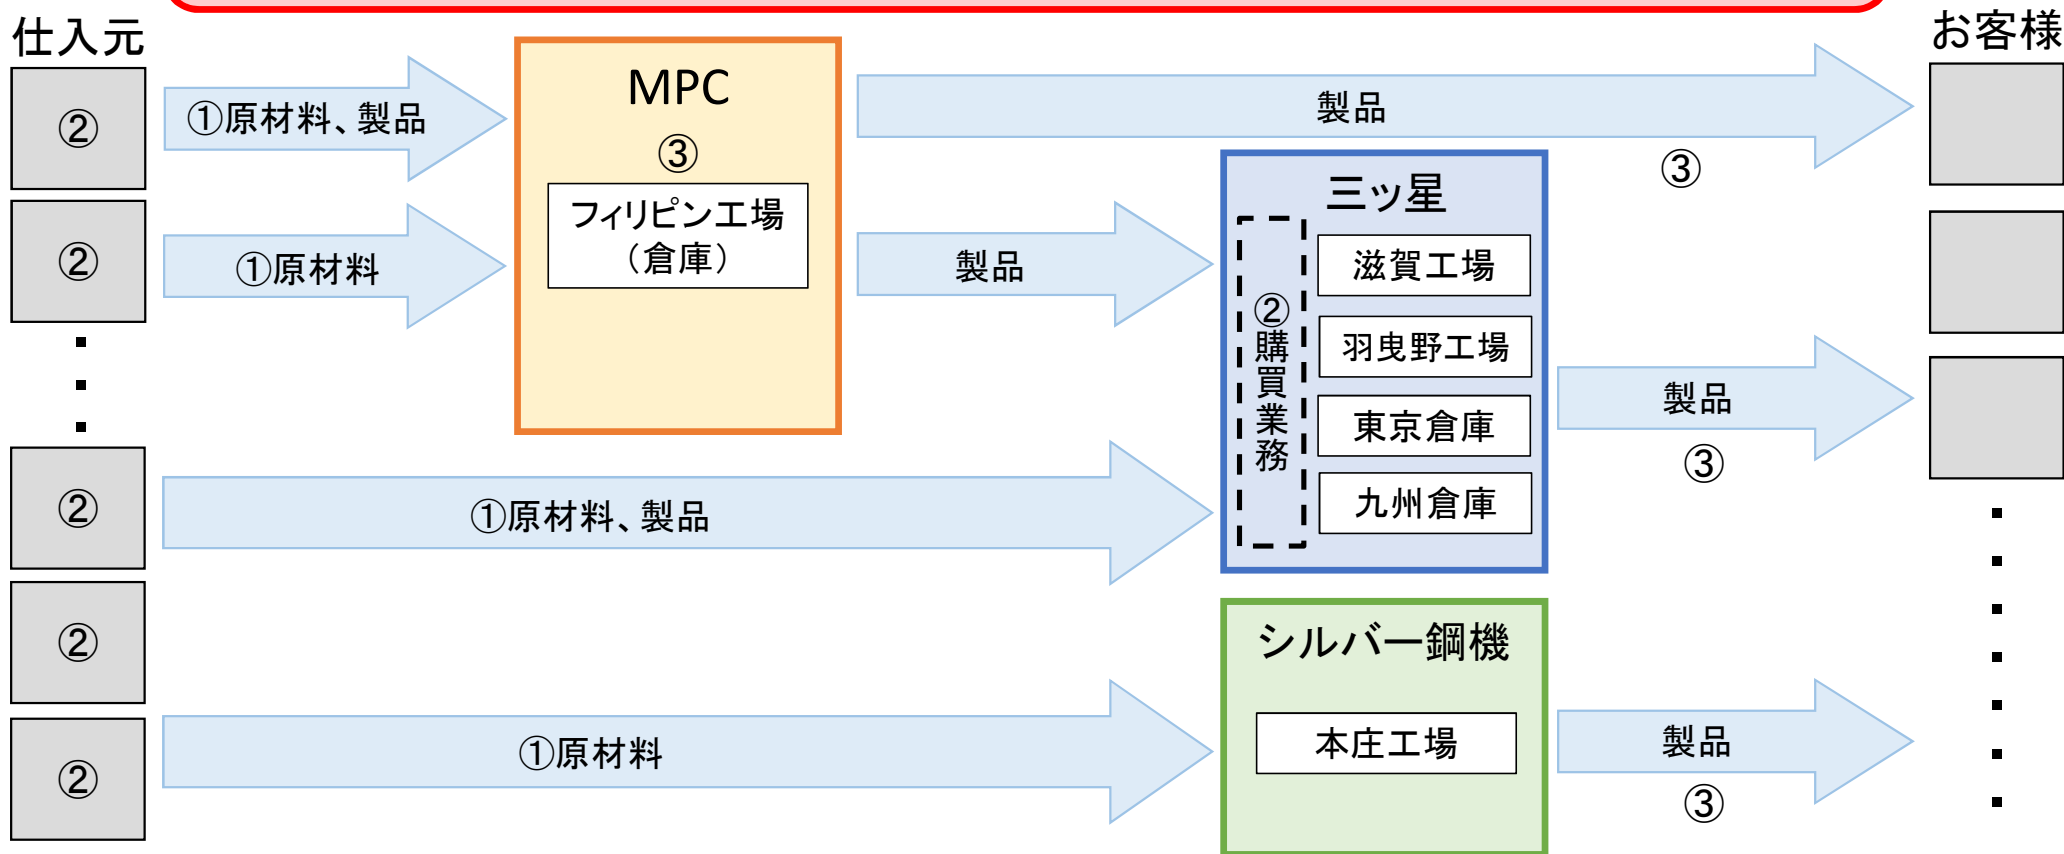 仕入元
お客様
②
①原材料、製品
MPC
③
フィリピン工場
（倉庫）
製品
③
②
①原材料
製品
三ッ星
②購買業務
滋賀工場
羽曳野工場
東京倉庫
九州倉庫
製品
③
②
①原材料、製品
②
②
①原材料
シルバー鋼機
本庄工場
製品
③